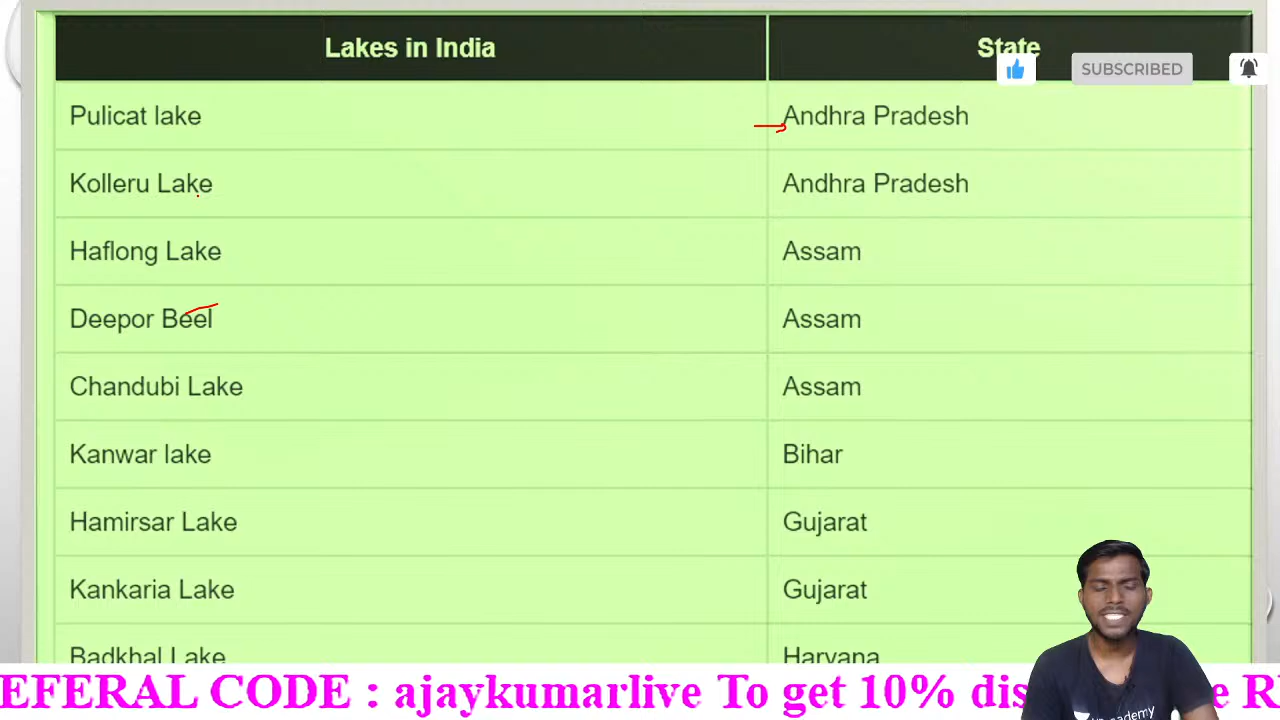 Lakes in India State
SUBSCRIBED
Pulicat lake Andhra Pradesh
Kolleru Lake Andhra Pradesh
Haflong Lake Assam
Deepor Beel Assam
Chandubi Lake Assam
Kanwar lake Bihar
Hamirsar Lake Gujarat
Kankaria Lake Gujarat
Badkhal Lake Haryana
EFERAL CODE : ajaykumarlive To get 10% dis e R